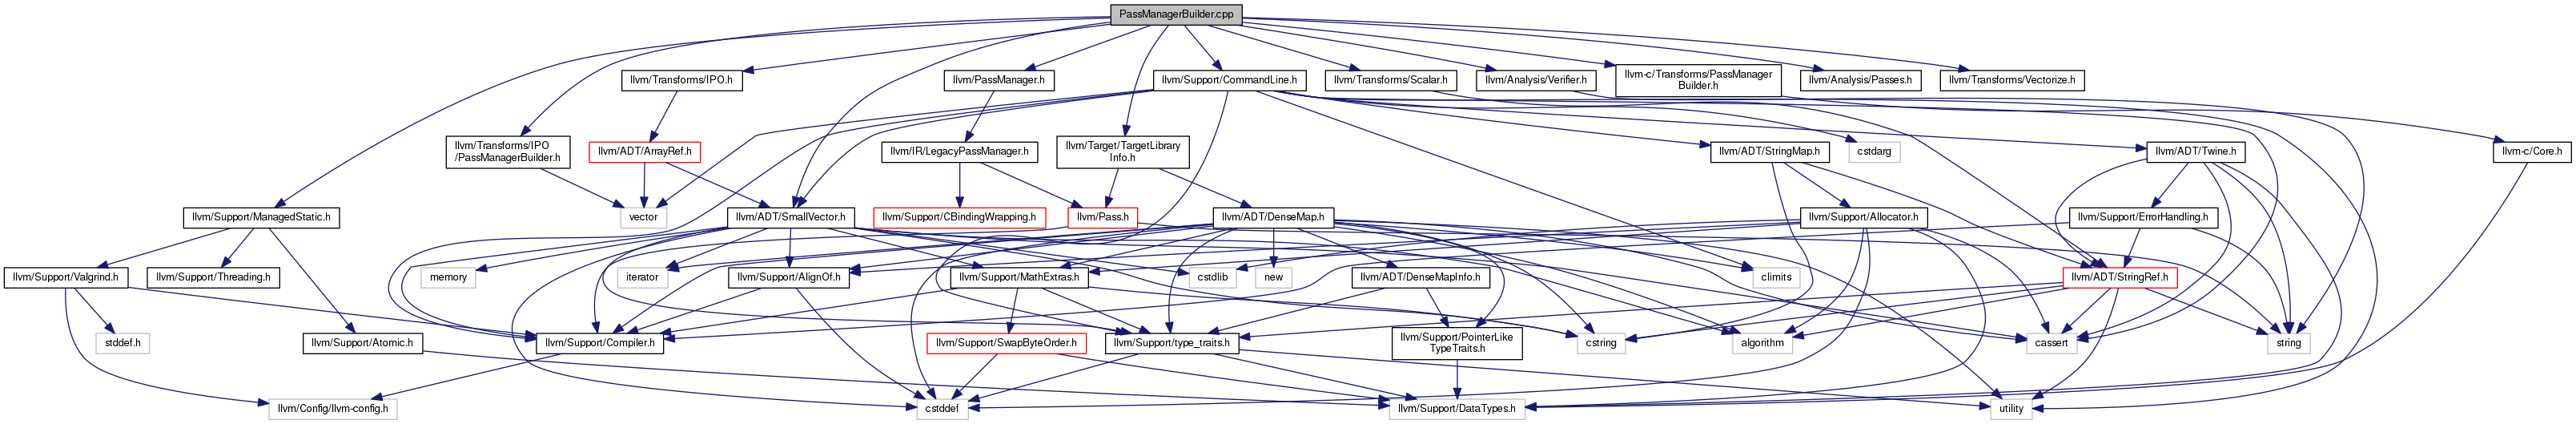 PassManagerBuilder.cpp
llvm/Transforms/IPO.h
llvm/PassManager.h
llvm/Support/CommandLine.h
llvm/Transforms/Scalar.h
llvm/Analysis/Verifier.h
llvm-c/Transforms/PassManager
Builder.h
llvm/Analysis/Passes.h
llvm/Transforms/Vectorize.h
llvm/Transforms/IPO
/PassManagerBuilder.h
llvm/ADT/ArrayRef.h
llvm/IR/LegacyPassManager.h
llvm/Target/TargetLibrary
Info.h
llvm/ADT/StringMap.h
cstdarg
llvm/ADT/Twine.h
llvm-c/Core.h
llvm/Support/ManagedStatic.h
vector
llvm/ADT/SmallVector.h
llvm/Support/CBindingWrapping.h
llvm/Pass.h
llvm/ADT/DenseMap.h
llvm/Support/Allocator.h
llvm/Support/ErrorHandling.h
llvm/Support/Valgrind.h
llvm/Support/Threading.h
memory
iterator
llvm/Support/AlignOf.h
llvm/Support/MathExtras.h
cstdlib
new
llvm/ADT/DenseMapInfo.h
climits
llvm/ADT/StringRef.h
stddef.h
llvm/Support/Atomic.h
llvm/Support/Compiler.h
llvm/Support/SwapByteOrder.h
llvm/Support/type_traits.h
llvm/Support/PointerLike
TypeTraits.h
cstring
algorithm
cassert
string
llvm/Config/llvm-config.h
cstddef
llvm/Support/DataTypes.h
utility